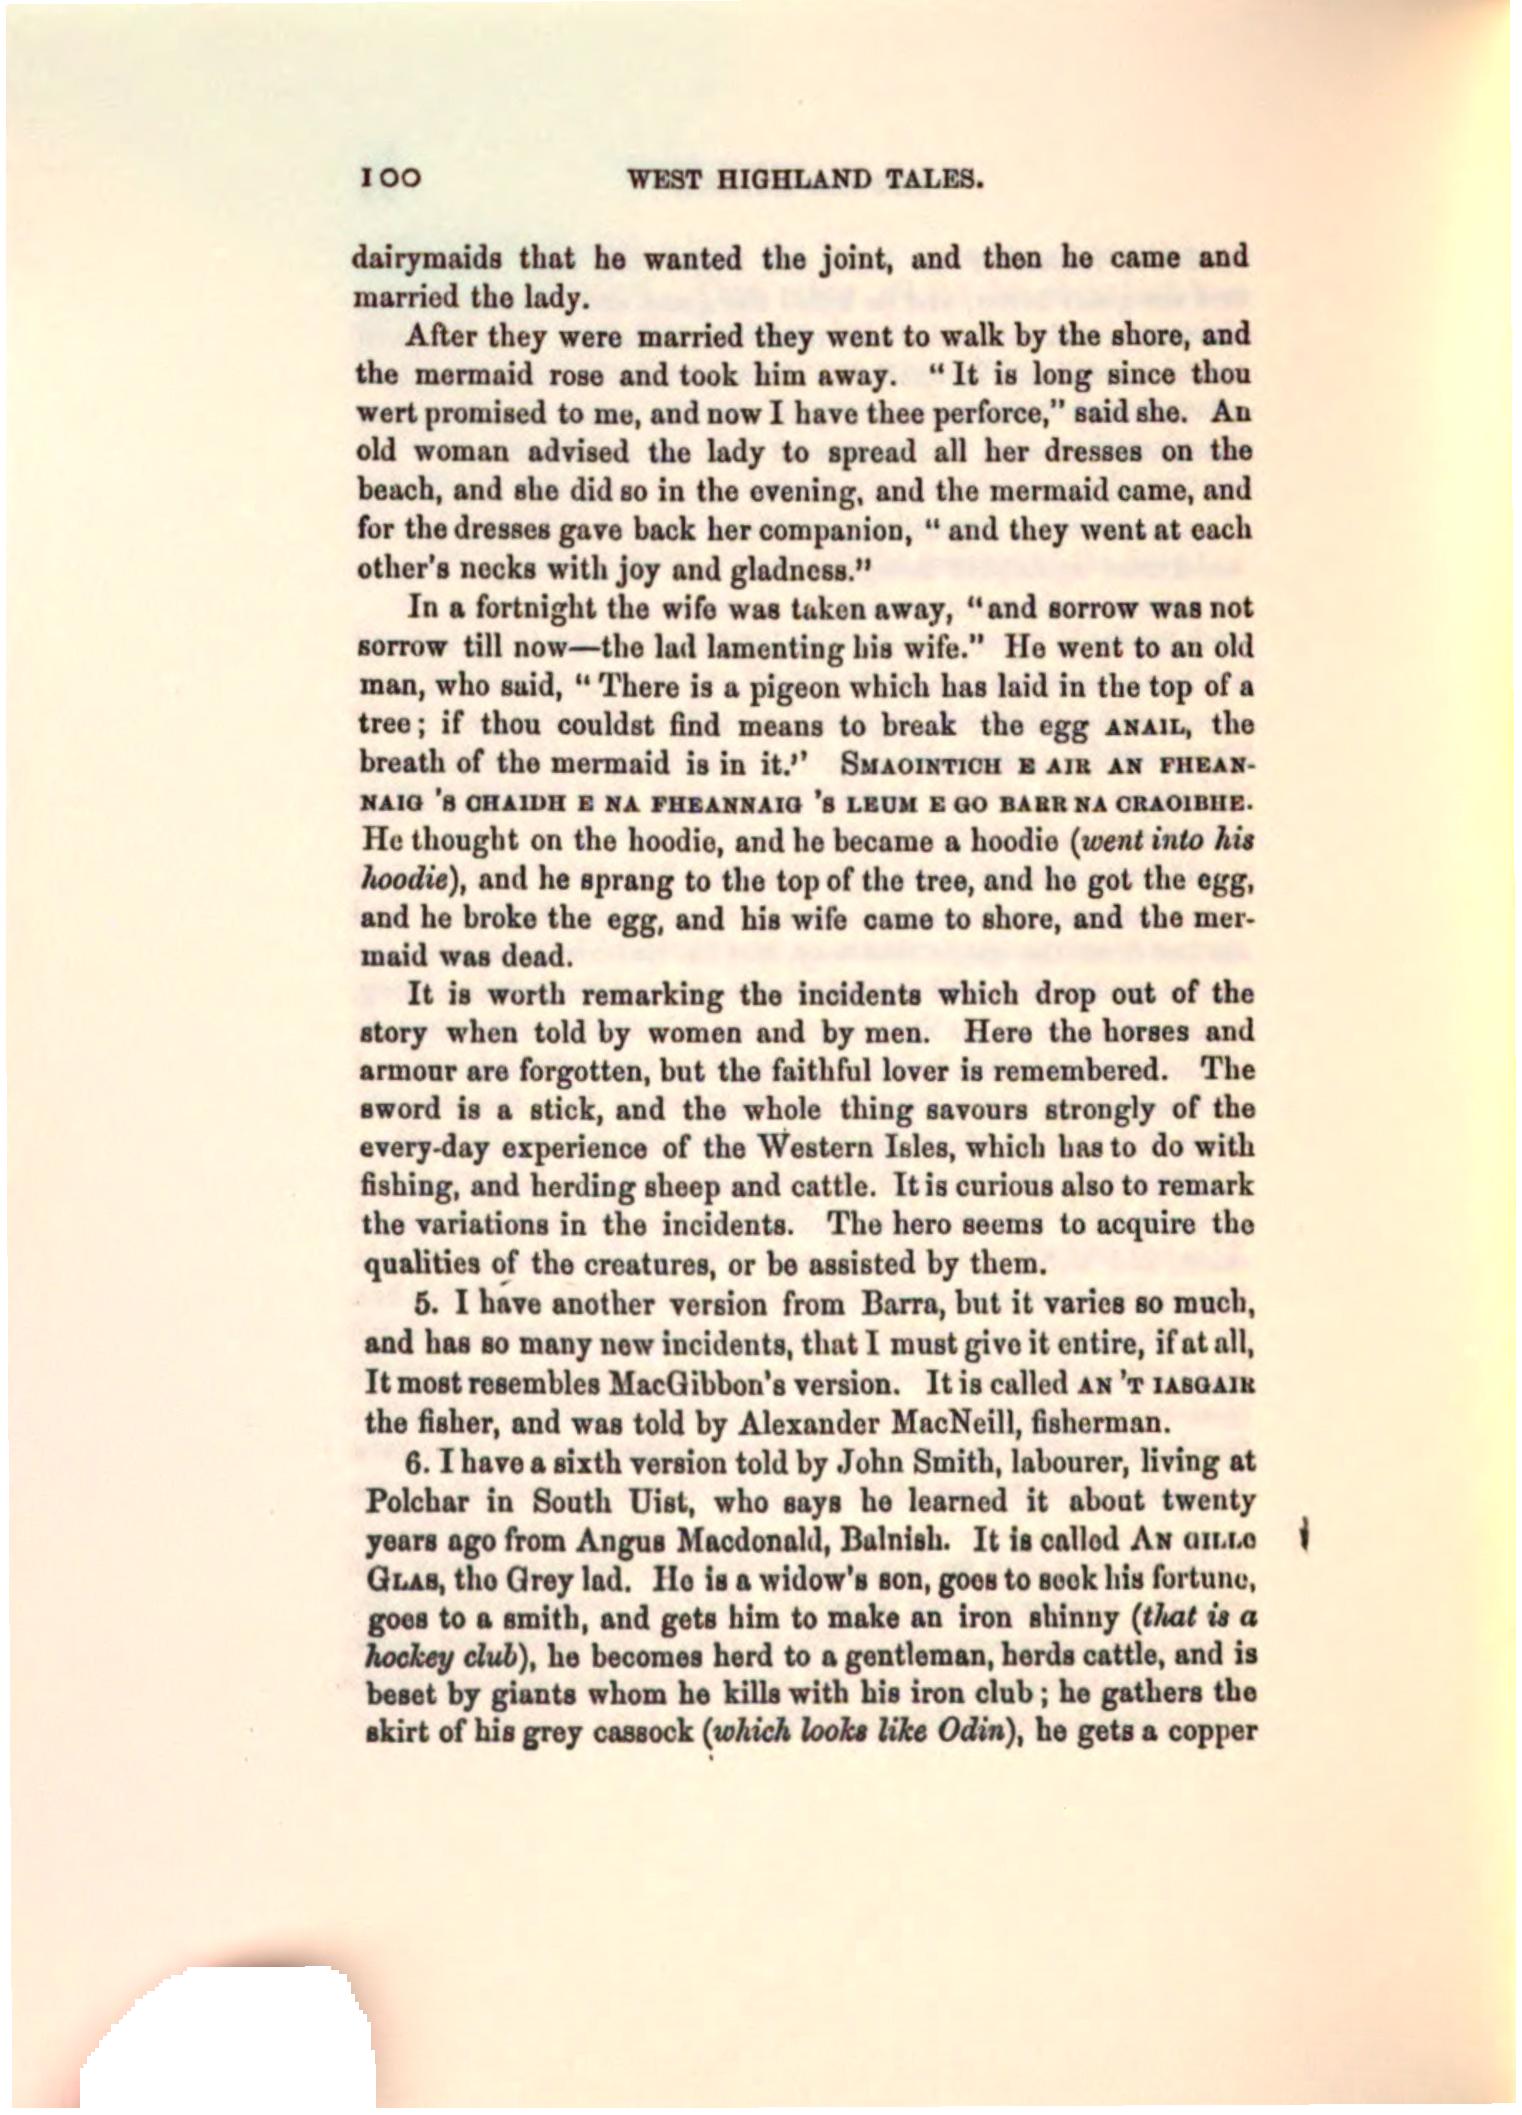 100 WEST HIGHLAND TALES.
dairymaids that he wanted the joint, and then he came and
married the lady.
After they were married they went to walk by the shore, and
the mermaid rose and took him away. “It is long since thou
wert promised to me, and now I have thee perforce,” said she. An
old woman advised the lady to spread all her dresses on the
beach, and she did so in the evening, and the mermaid came, and
for the dresses gave back her companion, “and they went at each
other's necks with joy and gladness.”
In a fortnight the wife was taken away, “and sorrow was not
sorrow till now—the lad lamenting his wife.” He went to an old
man, who said, “There is a pigeon which has laid in the top of a
tree; if thou couldst find means to break the egg ANAIL, the
breath of the mermaid is in it.” SMAOINTICH E AIR AN FHEAN-
NAIG 'S CHAIDH E NA FHEANNAIG 'S LEUM E GO BARR NA CRAOIBHE.
He thought on the hoodie, and he became a hoodie (went into his
hoodie), and he sprang to the top of the tree, and he got the egg,
and he broke the egg, and his wife came to shore, and the mer-
maid was dead.
It is worth remarking the incidents which drop out of the
story when told by women and by men. Here the horses and
armour are forgotten, but the faithful lover is remembered. The
sword is a stick, and the whole thing savours strongly of the
every-day experience of the Western Isles, which has to do with
fishing, and herding sheep and cattle. It is curious also to remark
the variations in the incidents. The hero seems to acquire the
qualities of the creatures, or be assisted by them.
5. I have another version from Barra, but it varies so much,
and has so many new incidents, that I must give it entire, if at all,
It most resembles MacGibbon's version. It is called AN 'T IASGAIR
the fisher, and was told by Alexander MacNeill, fisherman.
6. I have a sixth version told by John Smith, labourer, living at
Polchar in South Uist, who says he learned it about twenty
years ago from Angus Macdonald, Balnish. It is called AN GILLE
GLAS, the Grey lad. He is a widow's son, goes to seek his fortune,
goes to a smith, and gets him to make an iron shinny (that is a
hockey club), he becomes herd to a gentleman, herds cattle, and is
beset by giants whom he kills with his iron club; he gathers the
skirt of his grey cassock (which looks like Odin), he gets a copper